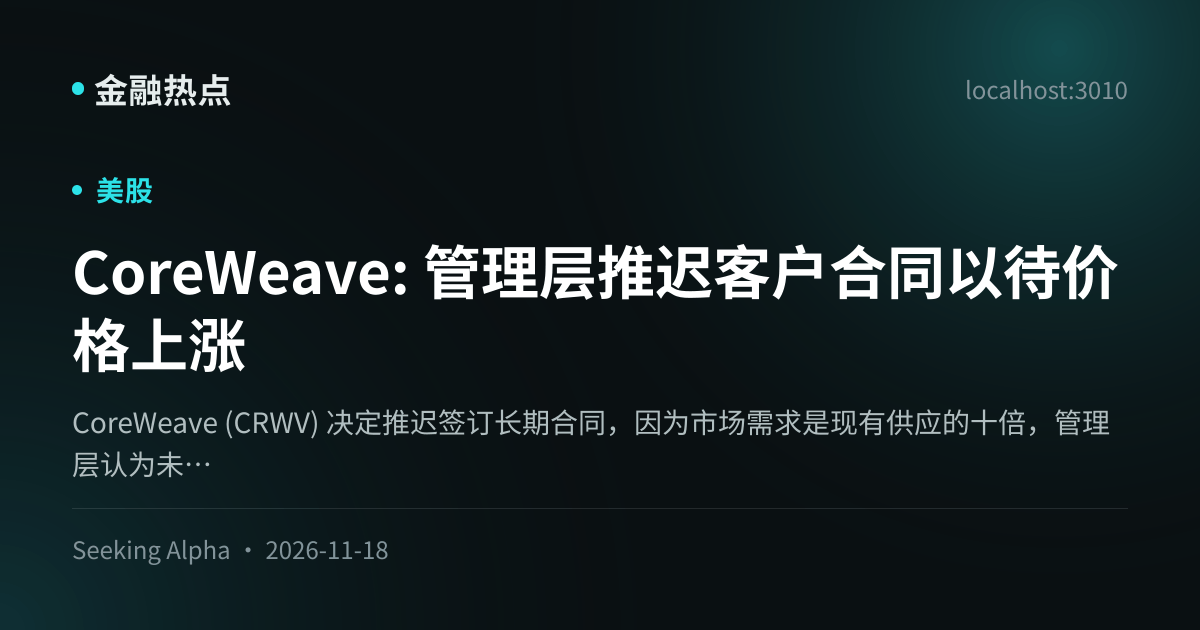 金融热点
localhost:3010
美股
CoreWeave: 管理层推迟客户合同以待价
格上涨
CoreWeave (CRWV) 决定推迟签订长期合同，因为市场需求是现有供应的十倍，管理
层认为未…
Seeking Alpha • 2026-11-18